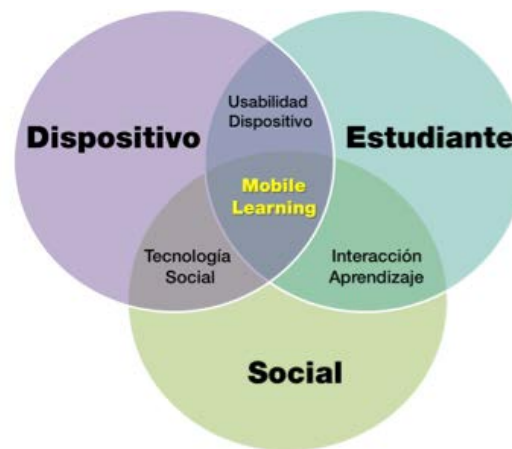 Usabilidad
Dispositivo
Dispositivo
Estudiante
Mobile
Learning
Tecnología
Social
Interacción
Aprendizaje
Social